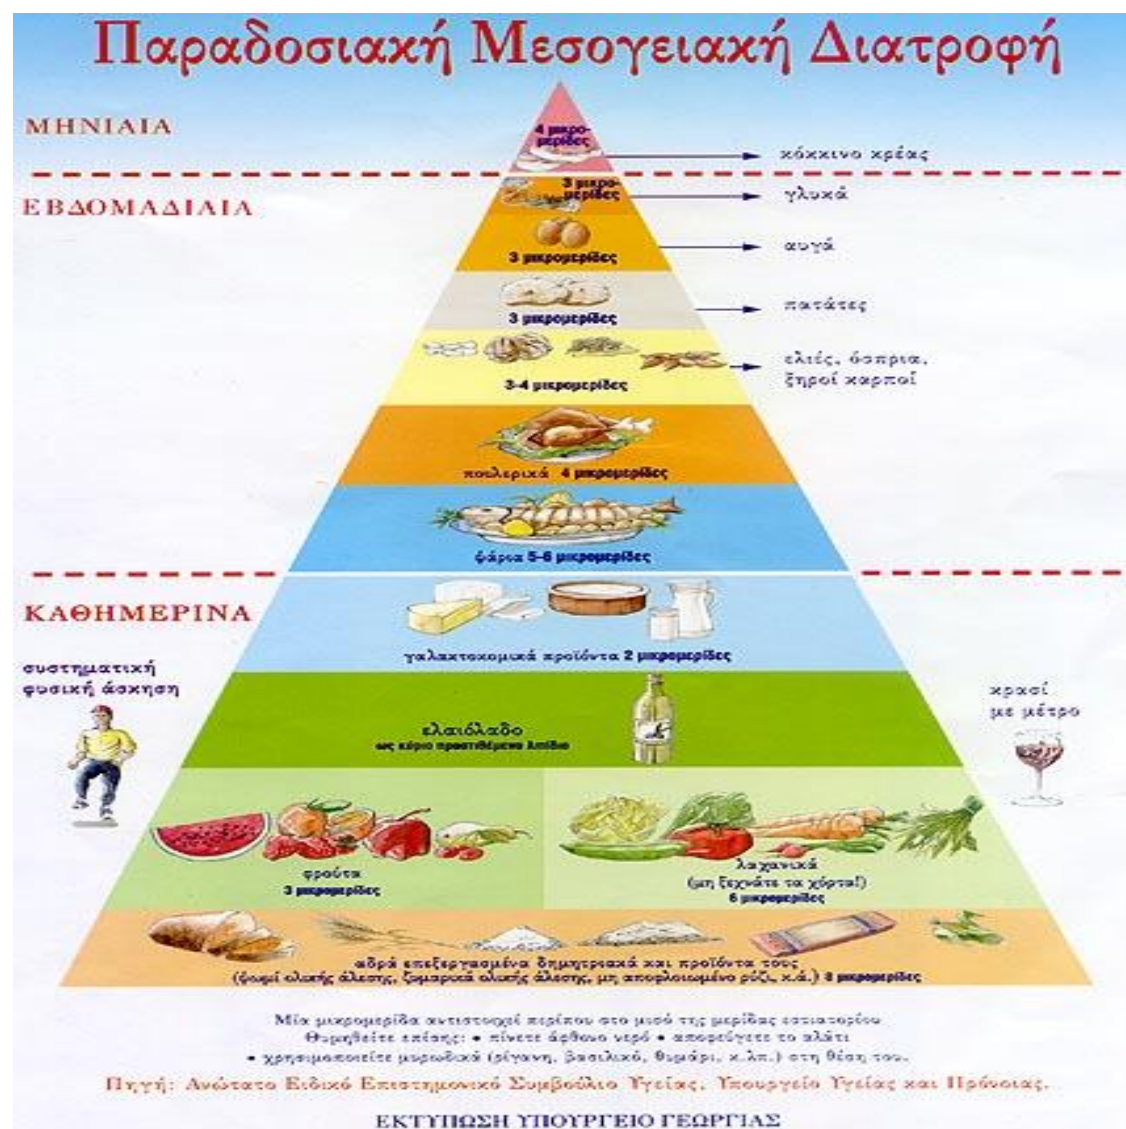 Παραδοσιακή Μεσογειακή Διατροφή
ΜΗΝΙΑΙΑ
4 μικρο-
μερίδες
κόκκινο κρέας
ΕΒΔΟΜΑΔΙΑΙΑ
3 μικρο-
μερίδες
γλυκά
αυγά
3 μικρομερίδες
πατάτες
3 μικρομερίδες
ελιές, όσπρια,
ξηροί καρποί
3-4 μικρομερίδες
πουλερικά 4 μικρομερίδες
ψάρια 5-6 μικρομερίδες
ΚΑΘΗΜΕΡΙΝΑ
γαλακτοκομικά προϊόντα 2 μικρομερίδες
συστηματική
φυσική άσκηση
κρασί
με μέτρο
ελαιόλαδο
ως κύριο προστιθέμενο λιπίδιο
φρούτα
3 μικρομερίδες
λαχανικά
(μη ξεχνάτε τα χόρτα!)
6 μικρομερίδες
αδρά επεξεργασμένα δημητριακά και προϊόντα τους
(ψωμί ολικής άλεσης, ζυμαρικά ολικής άλεσης, μη αποφλοιωμένο ρύζι, κ.ά.) 8 μικρομερίδες
Μία μικρομερίδα αντιστοιχεί περίπου στο μισό της μερίδας εστιατορίου
Θυμηθείτε επίσης: • πίνετε άφθονο νερό • αποφεύγετε το αλάτι
• χρησιμοποιείτε μυρωδικά (ρίγανη, βασιλικό, θυμάρι, κ.λπ.) στη θέση του.
Πηγή: Ανώτατο Ειδικό Επιστημονικό Συμβούλιο Υγείας, Υπουργείο Υγείας και Πρόνοιας.
ΕΚΤΥΠΩΣΗ ΥΠΟΥΡΓΕΙΟ ΓΕΩΡΓΙΑΣ